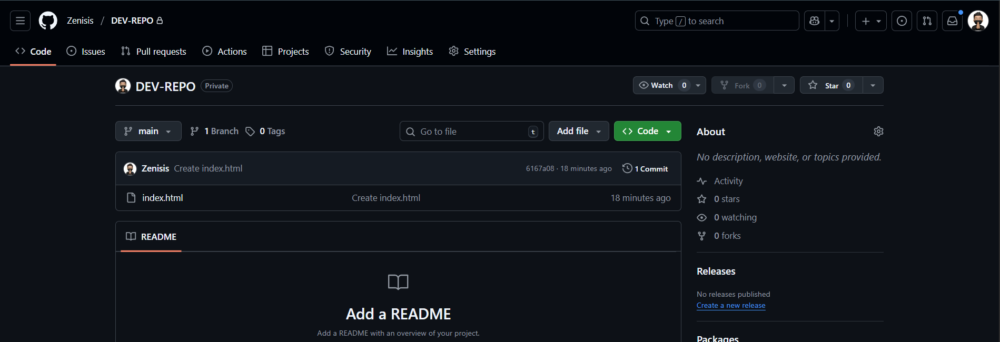 Zenisis / DEV-REPO
Type / to search
Code Issues Pull requests Actions Projects Security Insights Settings
DEV-REPO Private
Watch 0
Fork 0
Star 0
main 1 Branch 0 Tags
Go to file t
Add file
Code
Zenisis Create index.html 6167a08 · 18 minutes ago 1 Commit
index.html Create index.html 18 minutes ago
README
Add a README
Add a README with an overview of your project.
About
No description, website, or topics provided.
Activity
0 stars
0 watching
0 forks
Releases
No releases published
Create a new release
Packages